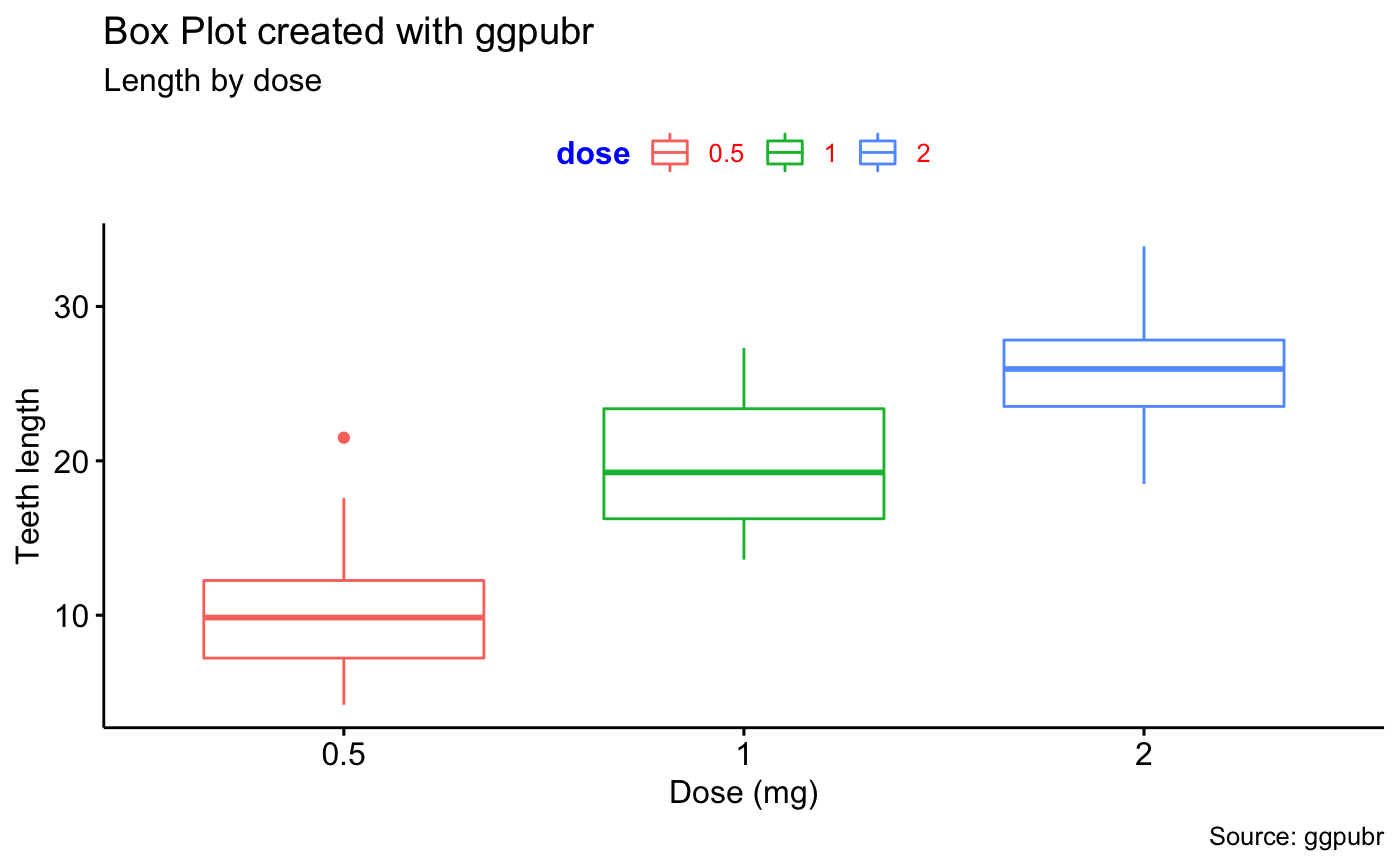 Box Plot created with ggpubr
Length by dose
dose 0.5 1 2
30
20
10
Teeth length
0.5 1 2
Dose (mg)
Source: ggpubr